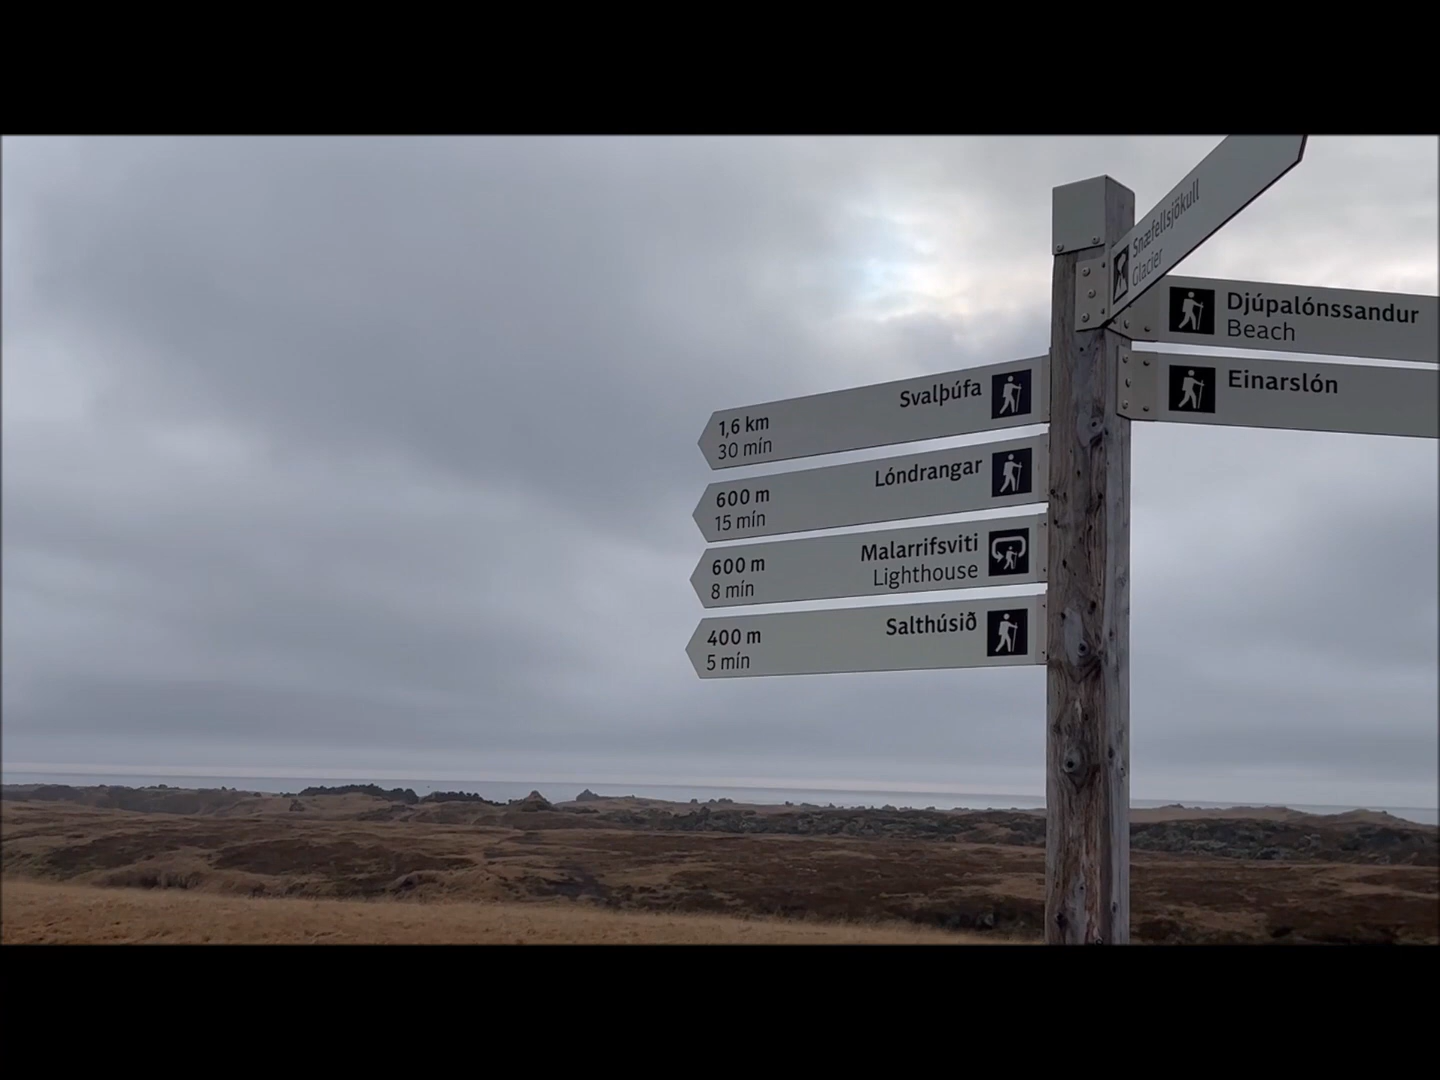 Snæfellsjökull
Glacier
Djúpalónssandur
Beach
Einarslón
Svalþúfa
1,6 km
30 mín
Lóndrangar
600 m
15 mín
Malarrifsviti
Lighthouse
600 m
8 mín
Salthúsið
400 m
5 mín